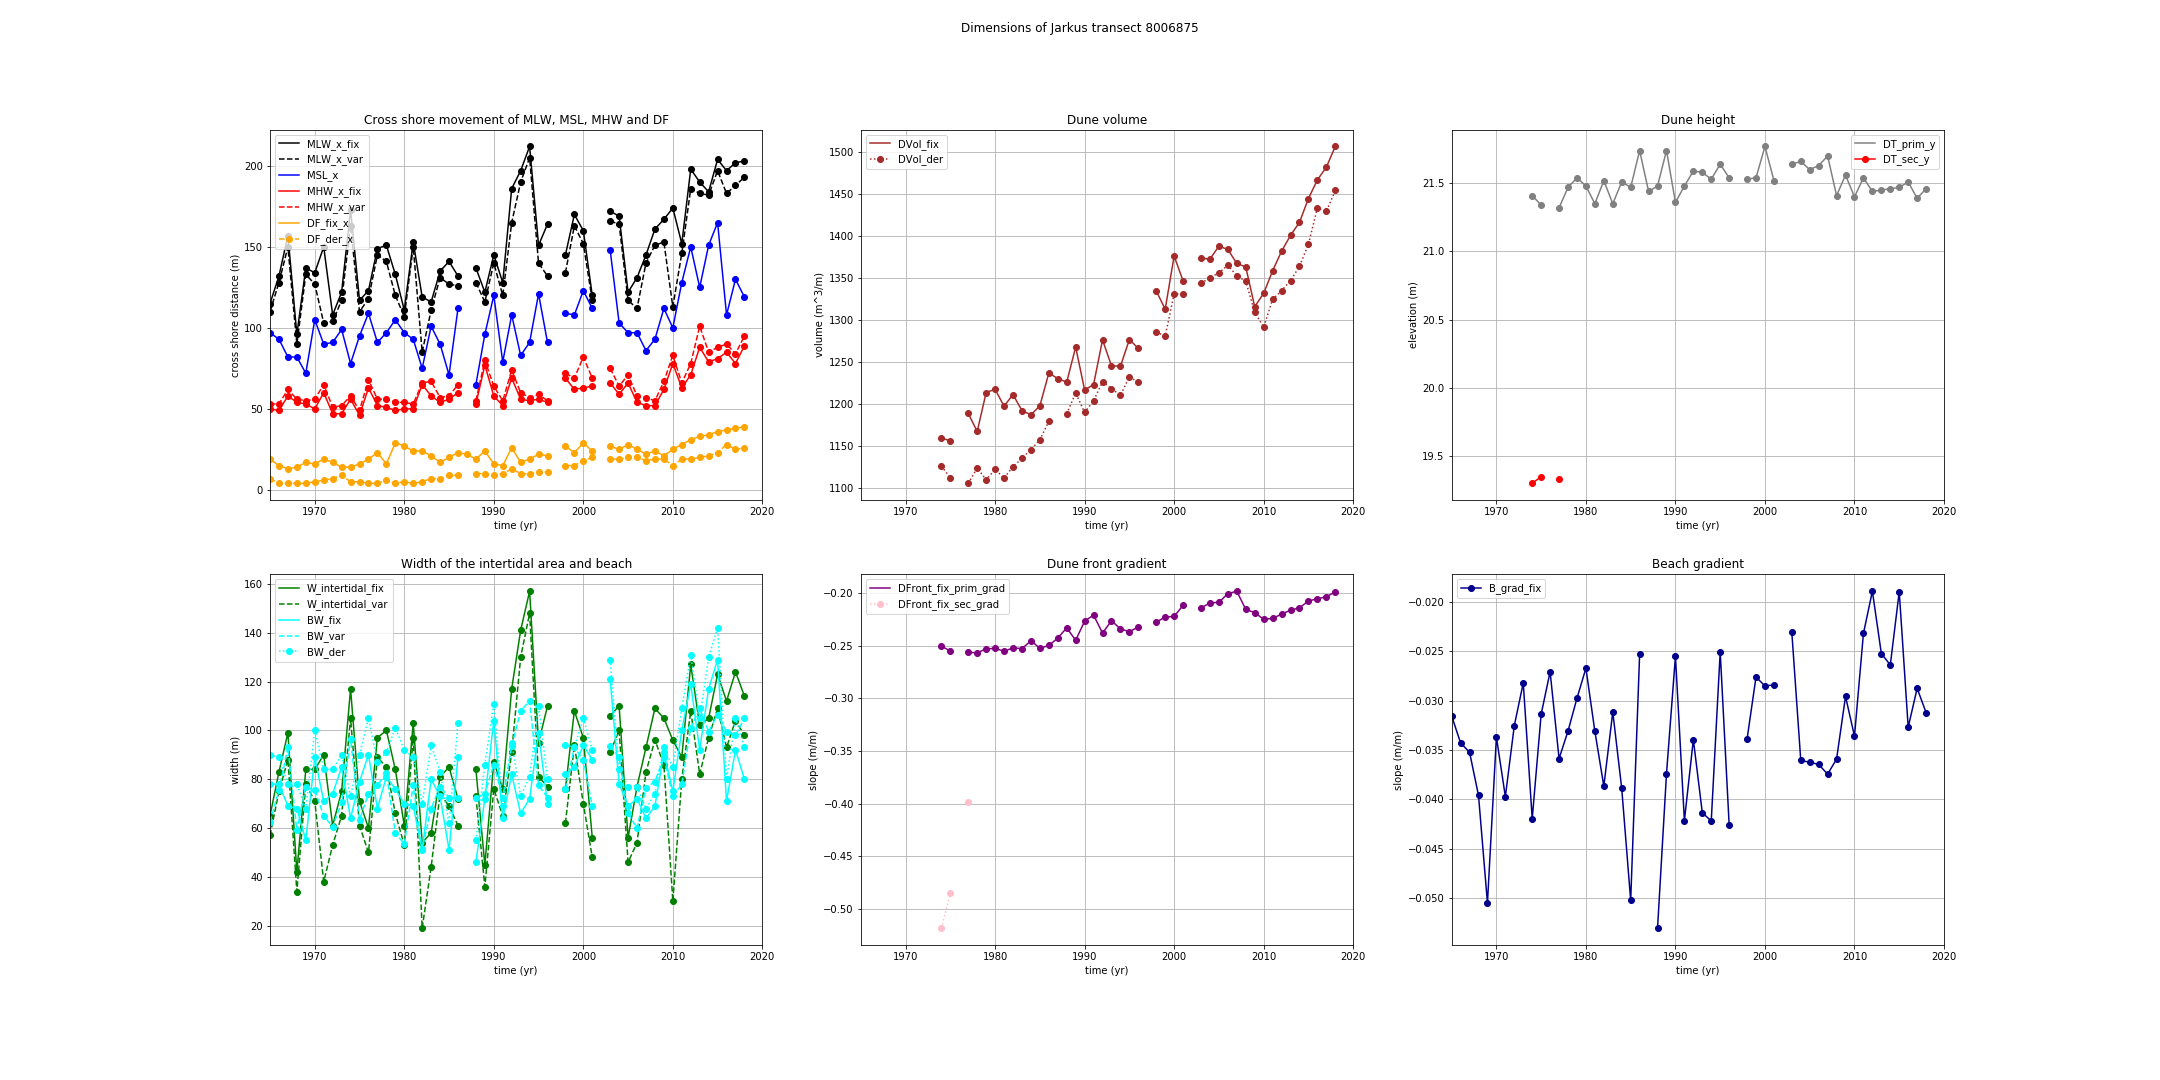 Dimensions of Jarkus transect 8006875
Cross shore movement of MLW, MSL, MHW and DF
MLW_x_fix
MLW_x_var
MSL_x
MHW_x_fix
MHW_x_var
DF_fix_x
DF_der_x
cross shore distance (m)
200
150
100
50
0
1970 1980 1990 2000 2010 2020
time (yr)
Dune volume
DVol_fix
DVol_der
volume (m^3/m)
1500
1450
1400
1350
1300
1250
1200
1150
1100
1970 1980 1990 2000 2010 2020
time (yr)
Dune height
DT_prim_y
DT_sec_y
elevation (m)
21.5
21.0
20.5
20.0
19.5
1970 1980 1990 2000 2010 2020
time (yr)
Width of the intertidal area and beach
W_intertidal_fix
W_intertidal_var
BW_fix
BW_var
BW_der
width (m)
160
140
120
100
80
60
40
20
1970 1980 1990 2000 2010 2020
time (yr)
Dune front gradient
DFront_fix_prim_grad
DFront_fix_sec_grad
slope (m/m)
−0.20
−0.25
−0.30
−0.35
−0.40
−0.45
−0.50
1970 1980 1990 2000 2010 2020
time (yr)
Beach gradient
B_grad_fix
slope (m/m)
−0.020
−0.025
−0.030
−0.035
−0.040
−0.045
−0.050
1970 1980 1990 2000 2010 2020
time (yr)